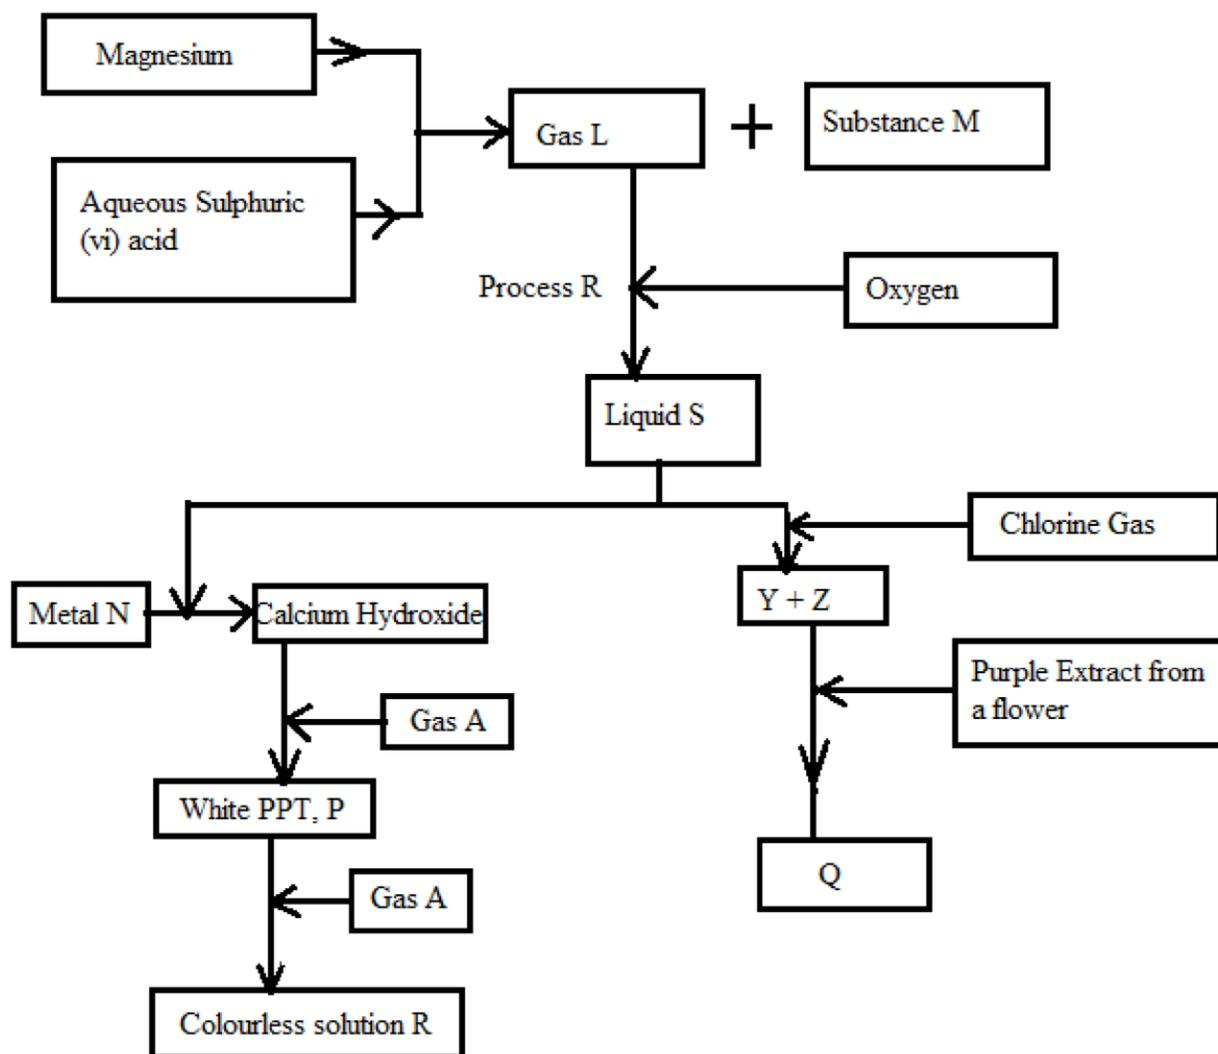 Magnesium
Gas L
+
Substance M
Aqueous Sulphuric
(vi) acid
Process R
Oxygen
Liquid S
Chlorine Gas
Metal N
Calcium Hydroxide
Y + Z
Purple Extract from
a flower
Gas A
White PPT, P
Gas A
Q
Colourless solution R